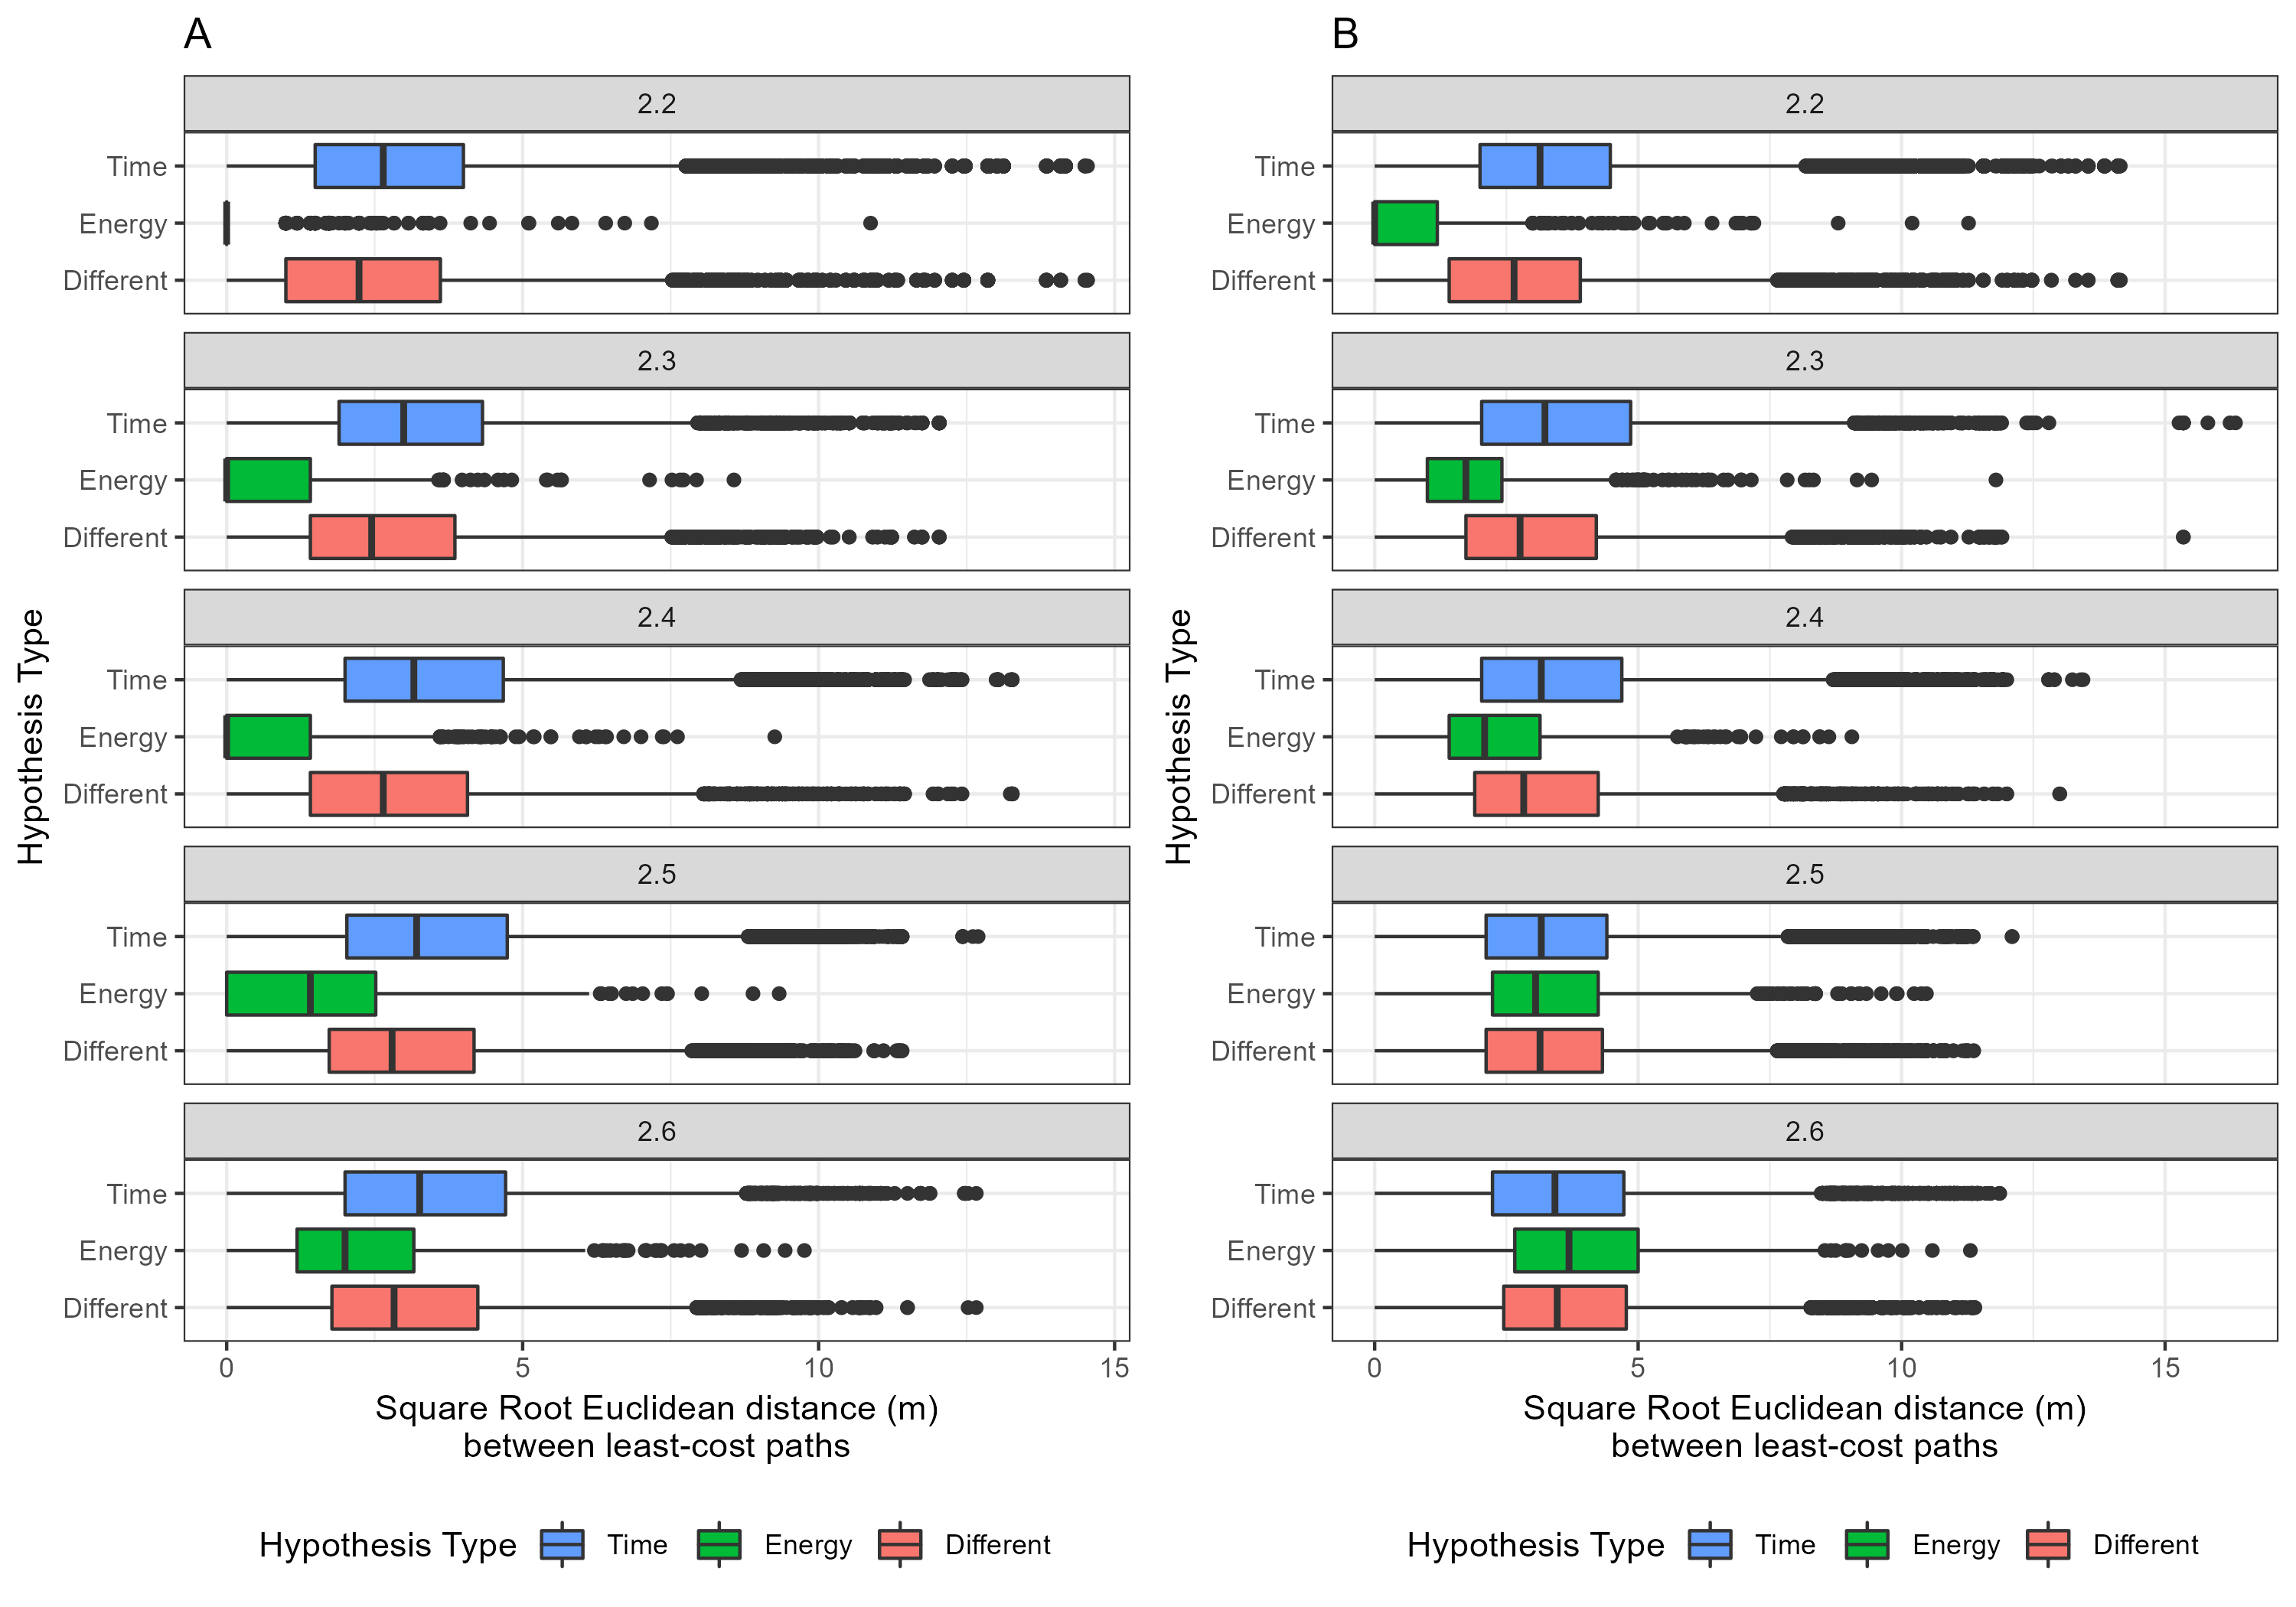 A
2.2
Time
Energy
Different
2.3
Time
Energy
Different
2.4
Time
Energy
Different
2.5
Time
Energy
Different
2.6
Time
Energy
Different
0 5 10 15
Hypothesis Type
Square Root Euclidean distance (m)
between least-cost paths
Hypothesis Type Time Energy Different
B
2.2
Time
Energy
Different
2.3
Time
Energy
Different
2.4
Time
Energy
Different
2.5
Time
Energy
Different
2.6
Time
Energy
Different
0 5 10 15
Hypothesis Type
Square Root Euclidean distance (m)
between least-cost paths
Hypothesis Type Time Energy Different